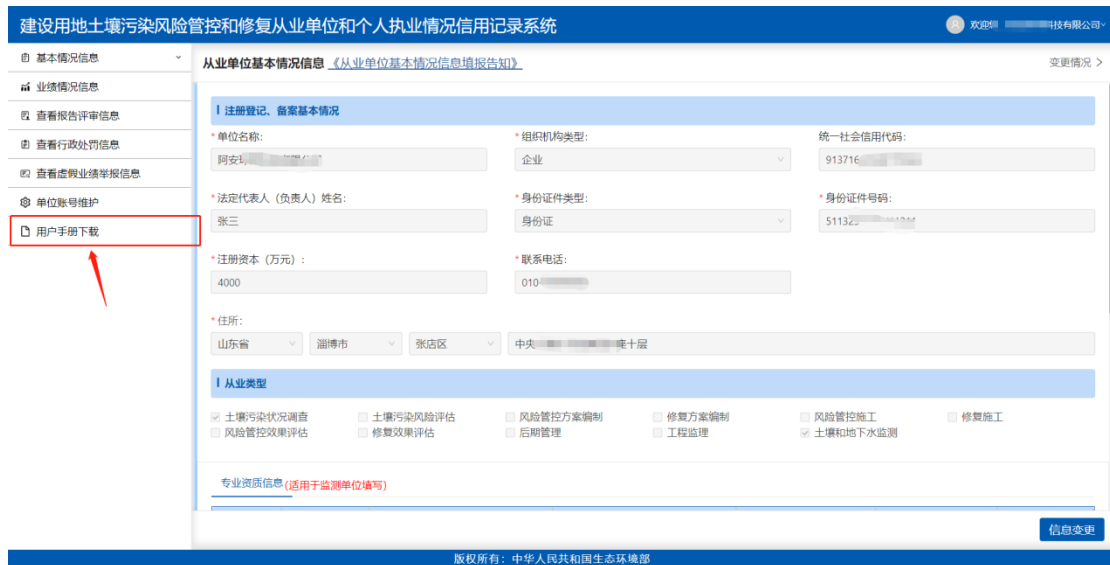 建设用地土壤污染风险管控和修复从业单位和个人执业情况信用记录系统
欢迎 科技有限公司
基本情况信息
业绩情况信息
查看报告评审信息
查看行政处罚信息
查看虚假业绩举报信息
单位账号维护
用户手册下载
从业单位基本情况信息 《从业单位基本情况信息填报告知》
变更情况 >
注册登记、备案基本情况
*单位名称: *组织机构类型: 统一社会信用代码:
阿安 企业 913716
*法定代表人（负责人）姓名: *身份证件类型: *身份证件号码:
张三 身份证 51132
*注册资本（万元）: *联系电话:
4000 010-
*住所:
山东省 淄博市 张店区 中央 座十层
从业类型
土壤污染状况调查 土壤污染风险评估 风险管控方案编制 修复方案编制 风险管控施工 修复施工
风险管控效果评估 修复效果评估 后期管理 工程监理 土壤和地下水监测
专业资质信息(适用于监测单位填写)
信息变更
版权所有: 中华人民共和国生态环境部